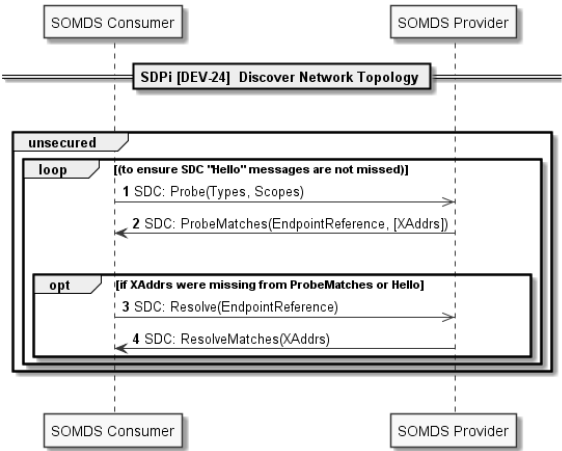 SOMDS Consumer
SOMDS Provider
SDPi [DEV-24]  Discover Network Topology
unsecured
loop
[(to ensure SDC "Hello" messages are not missed)]
1 SDC: Probe(Types, Scopes)
2 SDC: ProbeMatches(EndpointReference, [XAddrs])
opt
[if XAddrs were missing from ProbeMatches or Hello]
3 SDC: Resolve(EndpointReference)
4 SDC: ResolveMatches(XAddrs)
SOMDS Consumer
SOMDS Provider